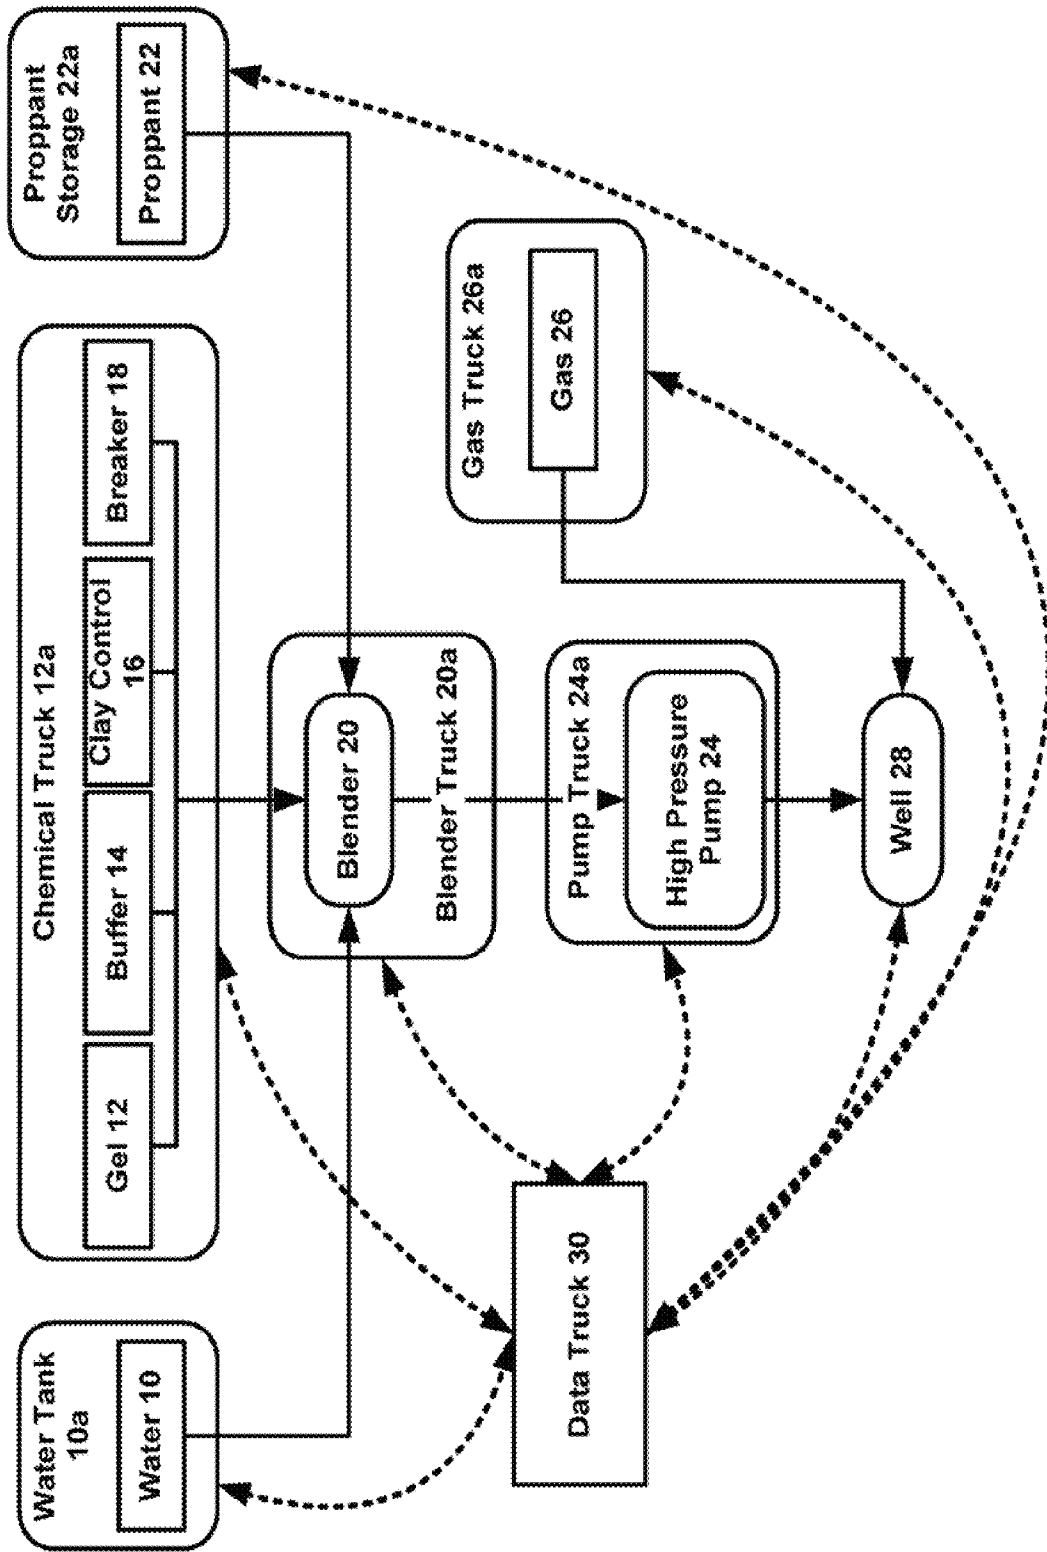 Water Tank
10a
Water 10
Chemical Truck 12a
Gel 12
Buffer 14
Clay Control
16
Breaker 18
Proppant
Storage 22a
Proppant 22
Blender 20
Blender Truck 20a
Gas Truck 26a
Gas 26
Data Truck 30
Pump Truck 24a
High Pressure
Pump 24
Well 28